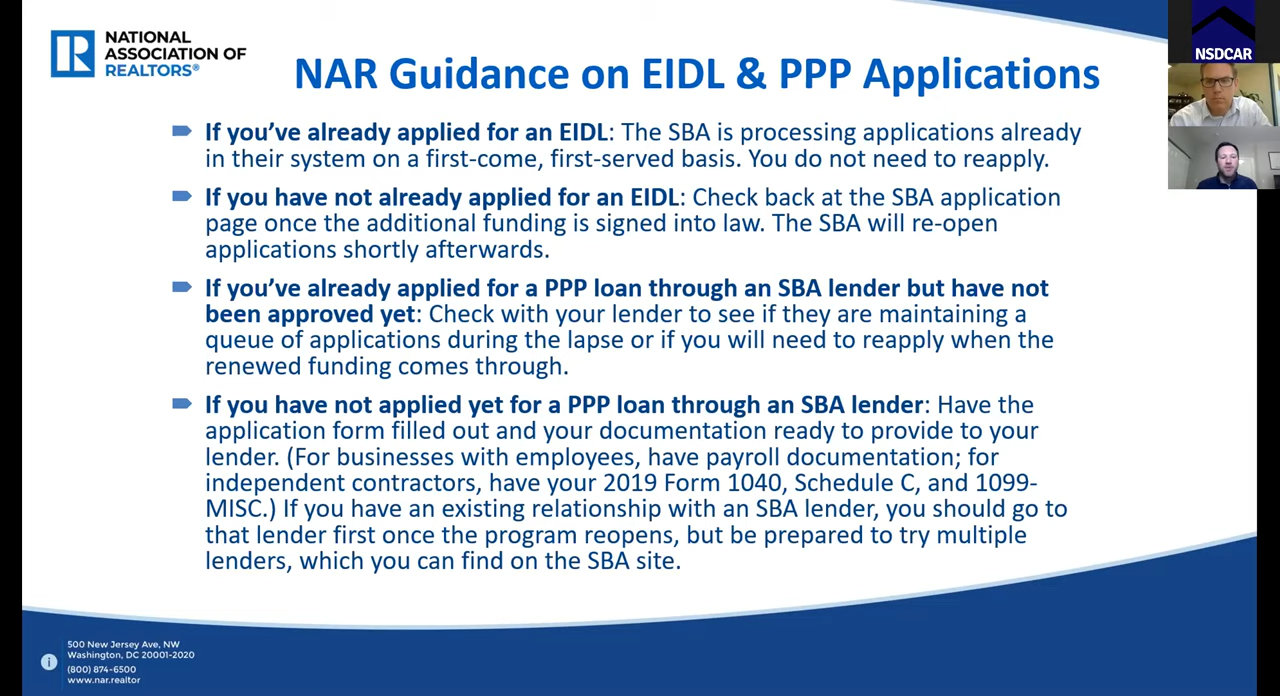 NATIONAL
ASSOCIATION OF
REALTORS®
NSDCAR
NAR Guidance on EIDL & PPP Applications
If you’ve already applied for an EIDL: The SBA is processing applications already
in their system on a first-come, first-served basis. You do not need to reapply.
If you have not already applied for an EIDL: Check back at the SBA application
page once the additional funding is signed into law. The SBA will re-open
applications shortly afterwards.
If you’ve already applied for a PPP loan through an SBA lender but have not
been approved yet: Check with your lender to see if they are maintaining a
queue of applications during the lapse or if you will need to reapply when the
renewed funding comes through.
If you have not applied yet for a PPP loan through an SBA lender: Have the
application form filled out and your documentation ready to provide to your
lender. (For businesses with employees, have payroll documentation; for
independent contractors, have your 2019 Form 1040, Schedule C, and 1099-
MISC.) If you have an existing relationship with an SBA lender, you should go to
that lender first once the program reopens, but be prepared to try multiple
lenders, which you can find on the SBA site.
500 New Jersey Ave, NW
Washington, DC 20001-2020
(800) 874-6500
www.nar.realtor